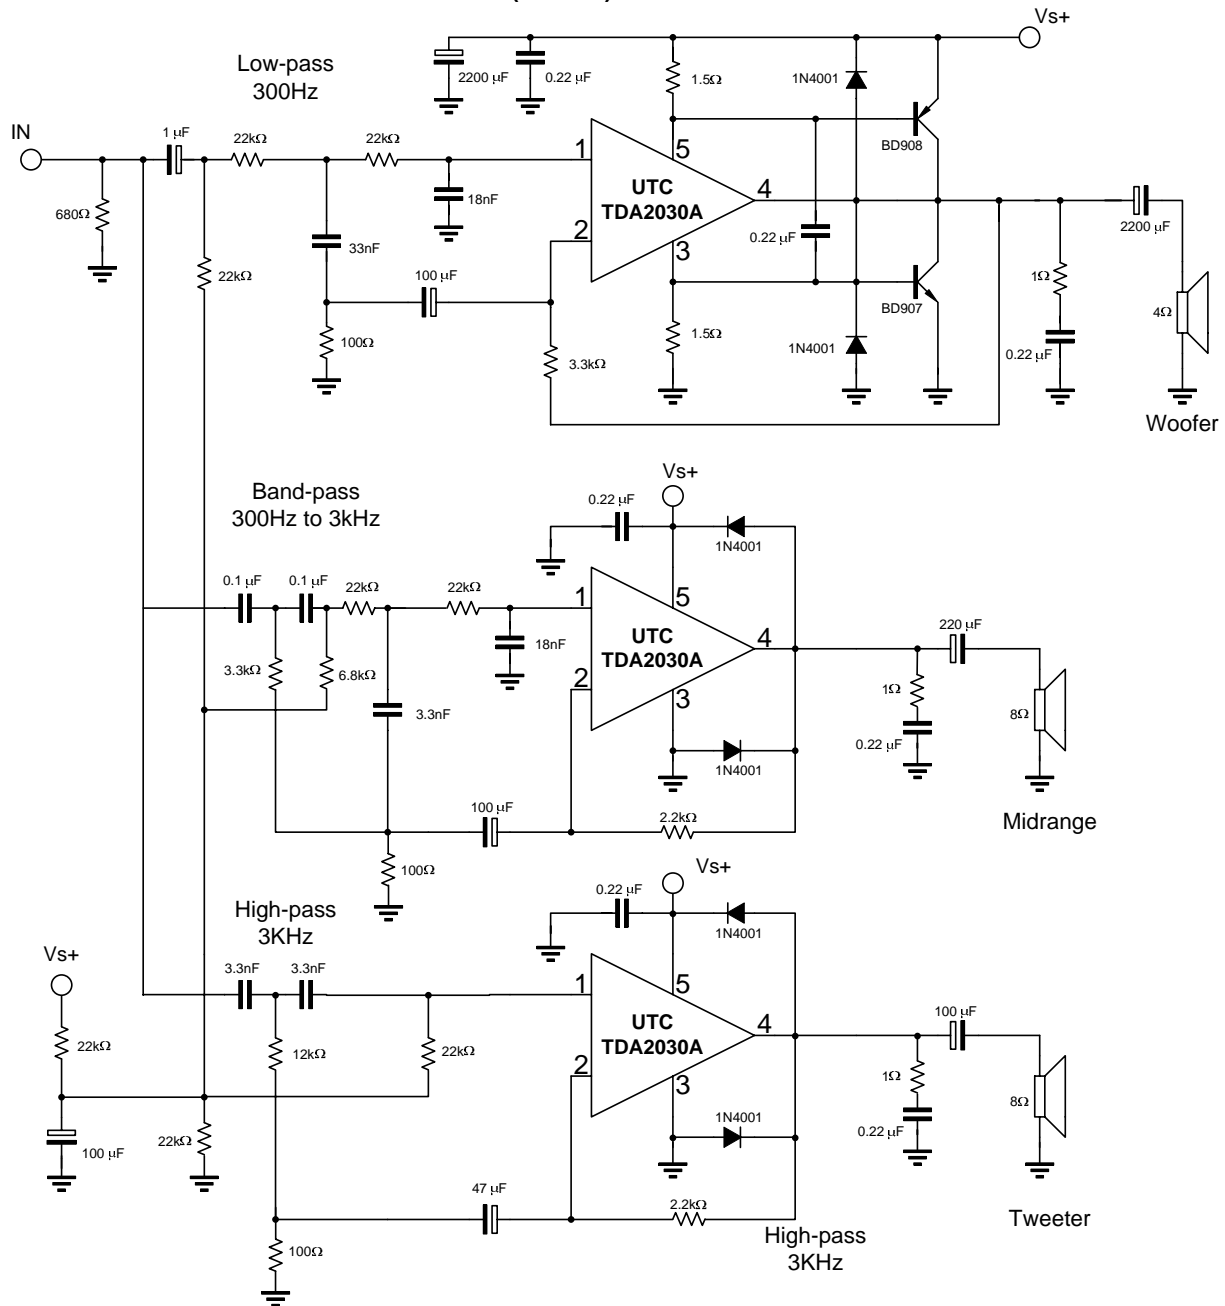 Vs+
Low-pass
300Hz
2200 µF
0.22 µF
1.5Ω
1N4001
IN
1 µF
22kΩ
22kΩ
1
5
BD908
UTC
TDA2030A
4
680Ω
18nF
2
3
33nF
22kΩ
100 µF
0.22 µF
2200 µF
1Ω
BD907
4Ω
100Ω
3.3kΩ
1.5Ω
1N4001
0.22 µF
Woofer
Vs+
Band-pass
300Hz to 3kHz
0.22 µF
1N4001
0.1 µF
0.1 µF
22kΩ
22kΩ
1
5
UTC
TDA2030A
4
220 µF
18nF
3.3kΩ
6.8kΩ
2
3
1Ω
3.3nF
8Ω
0.22 µF
1N4001
100 µF
2.2kΩ
Midrange
100Ω
Vs+
0.22 µF
High-pass
3KHz
1N4001
Vs+
3.3nF
3.3nF
1
5
UTC
TDA2030A
4
100 µF
22kΩ
12kΩ
22kΩ
2
3
1Ω
8Ω
1N4001
0.22 µF
22kΩ
100 µF
47 µF
2.2kΩ
Tweeter
High-pass
3KHz
100Ω